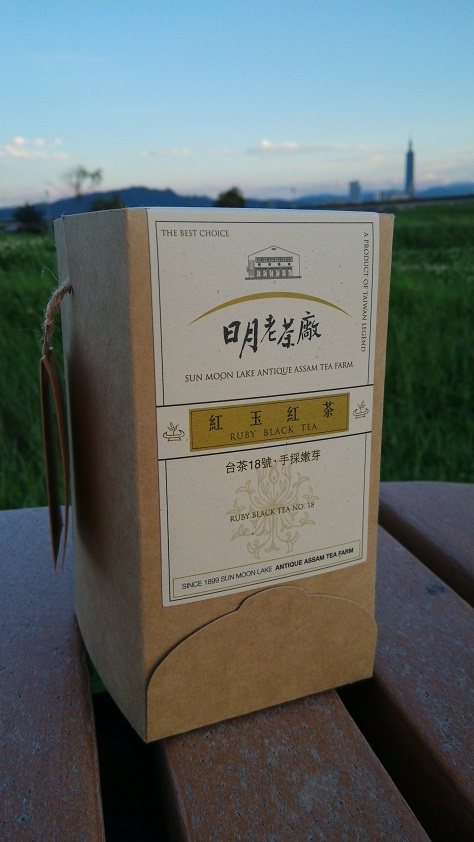 THE BEST CHOICE
A PRODUCT OF TAIWAN LEGEND
日月老茶廠
SUN MOON LAKE ANTIQUE ASSAM TEA FARM
紅玉紅茶
RUBY BLACK TEA
台茶18號·手採嫩芽
RUBY BLACK TEA NO. 18
SINCE 1899 SUN MOON LAKE ANTIQUE ASSAM TEA FARM